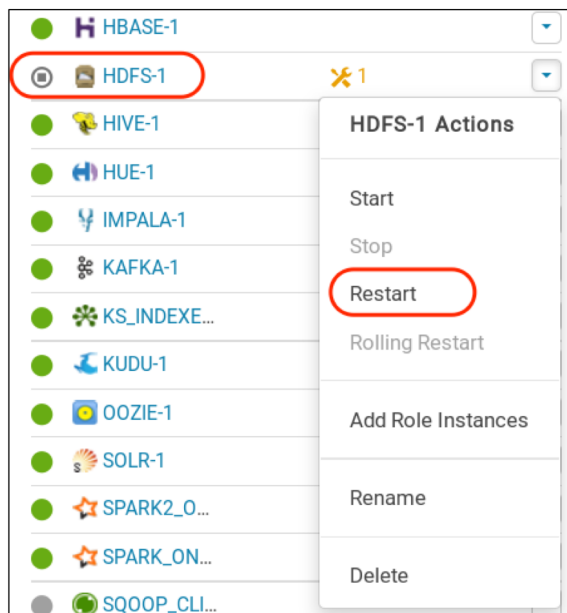 HBASE-1
HDFS-1 1
HIVE-1
HUE-1
IMPALA-1
KAFKA-1
KS_INDEXE...
KUDU-1
OOZIE-1
SOLR-1
SPARK2_O...
SPARK_ON...
SQOOP_CLI...
HDFS-1 Actions
Start
Stop
Restart
Rolling Restart
Add Role Instances
Rename
Delete